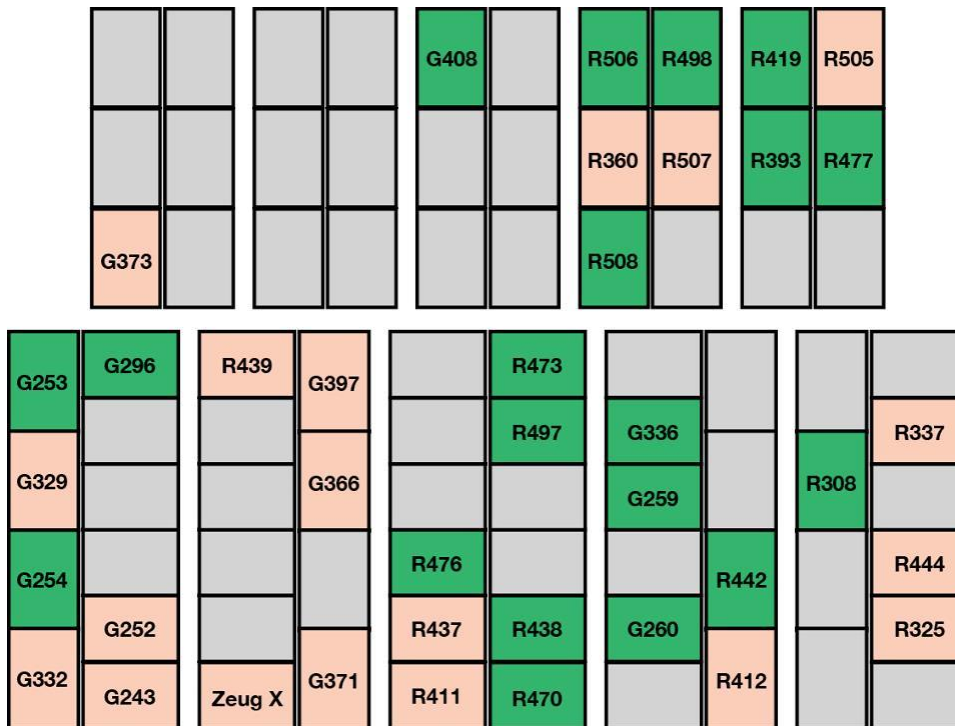 G408
R506 R498
R419 R505
R360 R507
R393 R477
G373
R508
G253
G296
R439
G397
R473
R497
G336
R337
G329
G366
G259
R308
G254
R476
R442
R444
G252
R437
R438
G260
R325
G332
G243
Zeug X
G371
R411
R470
R412